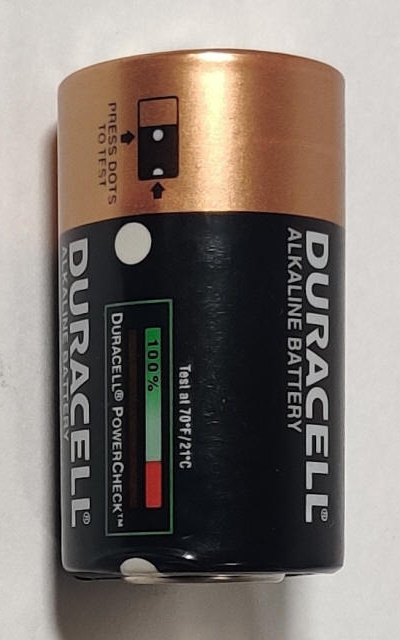 PRESS DOTS
TO TEST
DURACELL®
ALKALINE BATTERY
Test at 70°F/21°C
100%
DURACELL® POWERCHECK™
DURACELL®
ALKALINE BATTERY